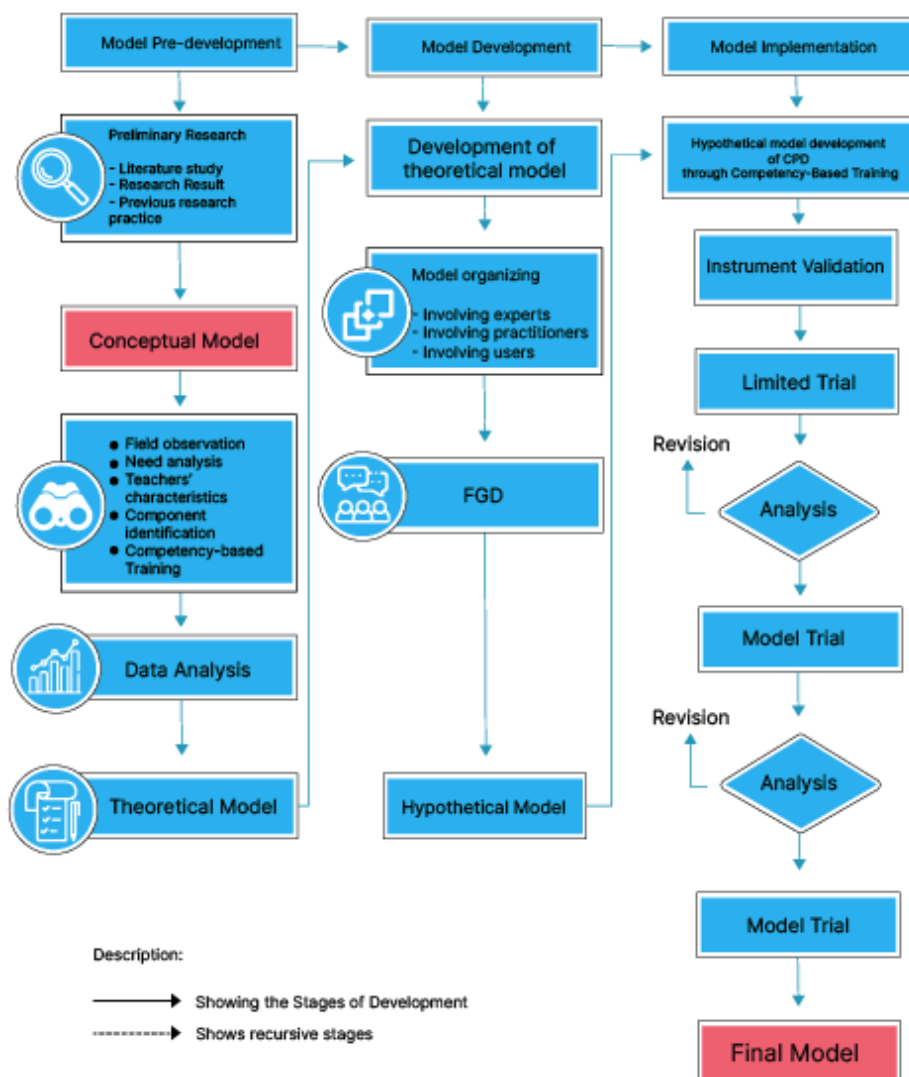 Model Pre-development
Model Development
Model Implementation
Preliminary Research
- Literature study
- Research Result
- Previous research
practice
Conceptual Model
● Field observation
● Need analysis
● Teachers'
characteristics
● Component
identification
● Competency-based
Training
Data Analysis
Theoretical Model
Development of
theoretical model
Model organizing
- Involving experts
- Involving practitioners
- Involving users
FGD
Hypothetical Model
Hypothetical model development
of CPD
through Competency-Based Training
Instrument Validation
Limited Trial
Revision
Analysis
Model Trial
Revision
Analysis
Model Trial
Final Model
Description:
Showing the Stages of Development
Shows recursive stages